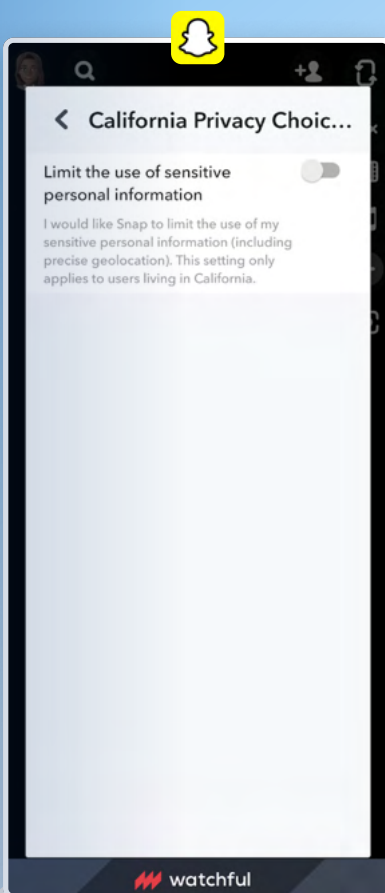 California Privacy Choic...
Limit the use of sensitive
personal information
I would like Snap to limit the use of my
sensitive personal information (including
precise geolocation). This setting only
applies to users living in California.
watchful